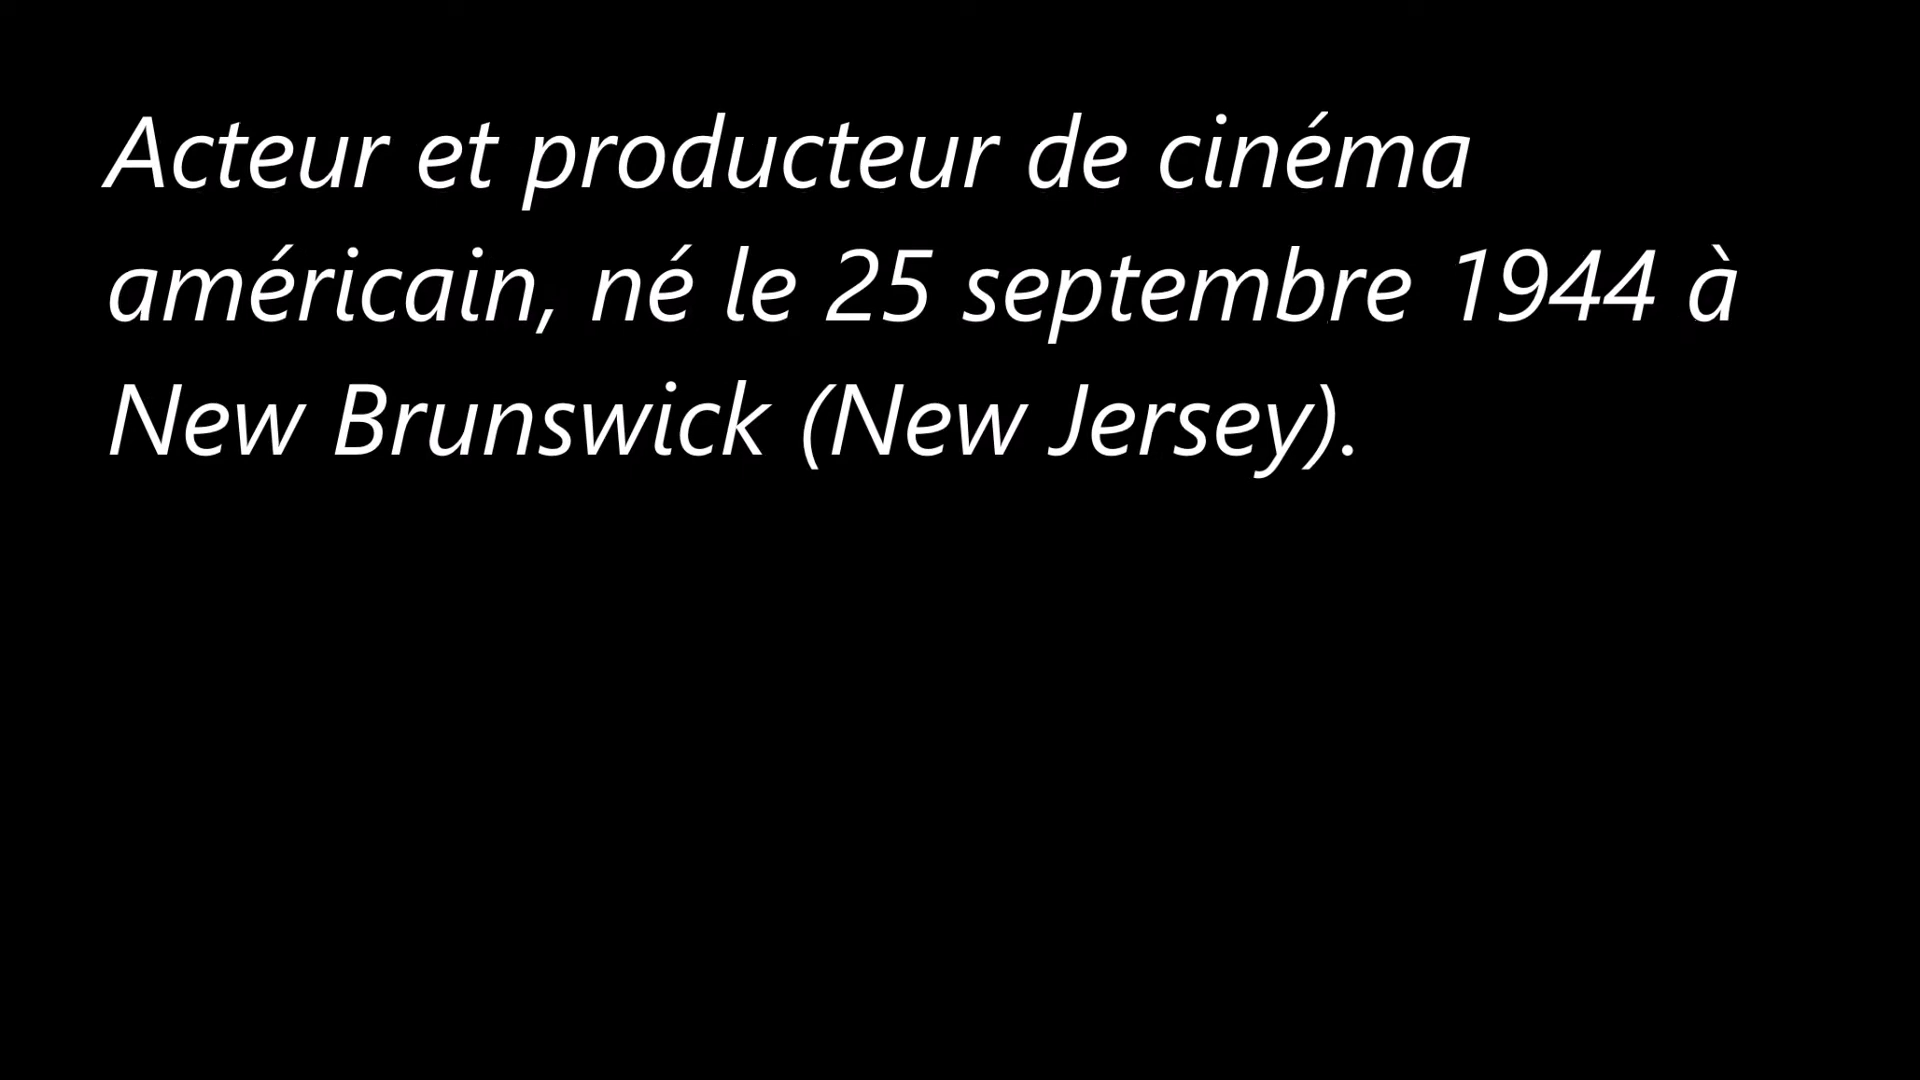 Acteur et producteur de cinéma
américain, né le 25 septembre 1944 à
New Brunswick (New Jersey).